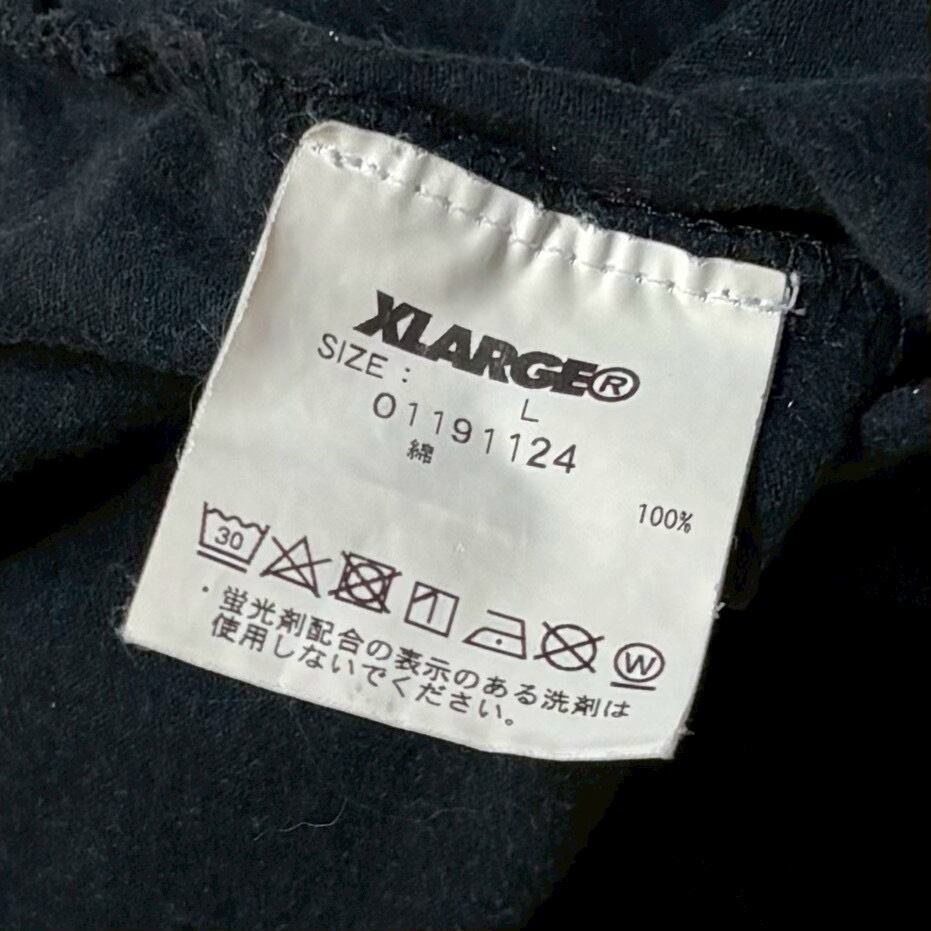 XLARGE®
SIZE : L
01191124
綿 100%
30
W
・蛍光剤配合の表示のある洗剤は
使用しないでください。